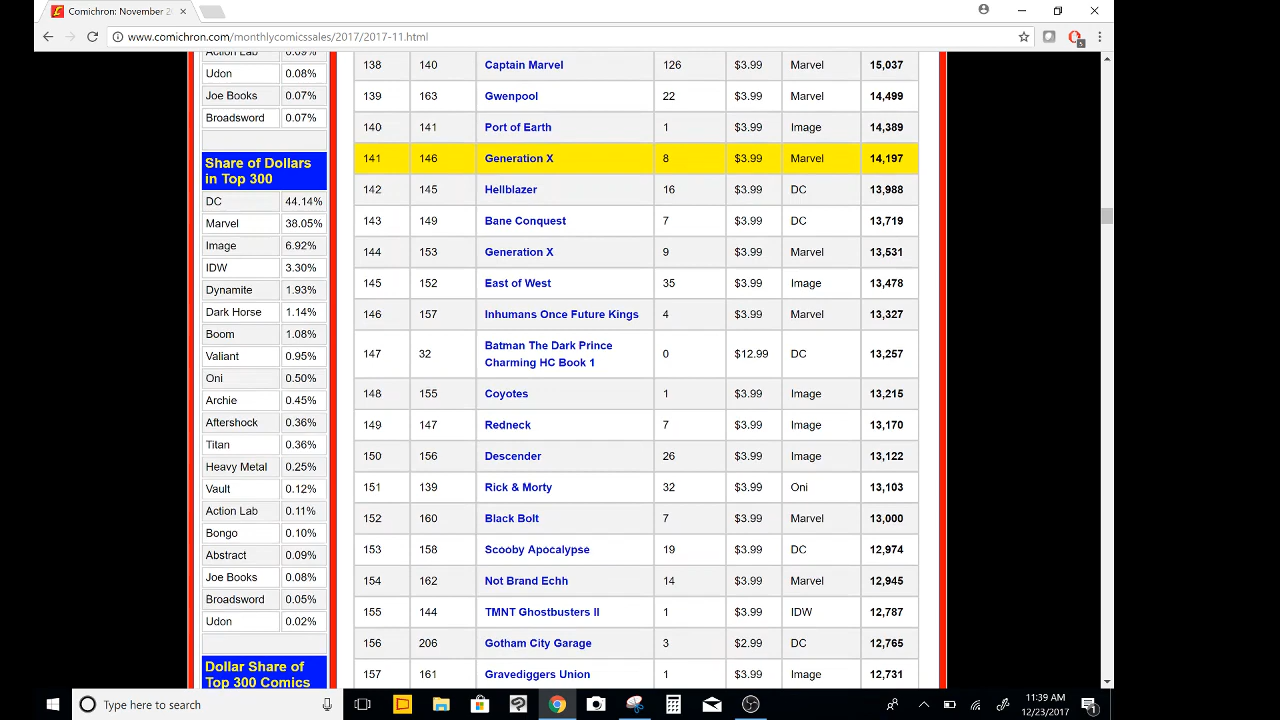 Comichron: November 2
www.comichron.com/monthlycomicssales/2017/2017-11.html
5
Action Lab 0.09%
Udon 0.08%
Joe Books 0.07%
Broadsword 0.07%
Share of Dollars
in Top 300
DC 44.14%
Marvel 38.05%
Image 6.92%
IDW 3.30%
Dynamite 1.93%
Dark Horse 1.14%
Boom 1.08%
Valiant 0.95%
Oni 0.50%
Archie 0.45%
Aftershock 0.36%
Titan 0.36%
Heavy Metal 0.25%
Vault 0.12%
Action Lab 0.11%
Bongo 0.10%
Abstract 0.09%
Joe Books 0.08%
Broadsword 0.05%
Udon 0.02%
Dollar Share of
Top 300 Comics
138 140 Captain Marvel 126 $3.99 Marvel 15,037
139 163 Gwenpool 22 $3.99 Marvel 14,499
140 141 Port of Earth 1 $3.99 Image 14,389
141 146 Generation X 8 $3.99 Marvel 14,197
142 145 Hellblazer 16 $3.99 DC 13,988
143 149 Bane Conquest 7 $3.99 DC 13,719
144 153 Generation X 9 $3.99 Marvel 13,531
145 152 East of West 35 $3.99 Image 13,478
146 157 Inhumans Once Future Kings 4 $3.99 Marvel 13,327
147 32 Batman The Dark Prince
Charming HC Book 1 0 $12.99 DC 13,257
148 155 Coyotes 1 $3.99 Image 13,215
149 147 Redneck 7 $3.99 Image 13,170
150 156 Descender 26 $3.99 Image 13,122
151 139 Rick & Morty 32 $3.99 Oni 13,103
152 160 Black Bolt 7 $3.99 Marvel 13,000
153 158 Scooby Apocalypse 19 $3.99 DC 12,974
154 162 Not Brand Echh 14 $3.99 Marvel 12,945
155 144 TMNT Ghostbusters II 1 $3.99 IDW 12,787
156 206 Gotham City Garage 3 $2.99 DC 12,765
157 161 Gravediggers Union 1 $3.99 Image 12,731
Type here to search
11:39 AM
12/23/2017
1